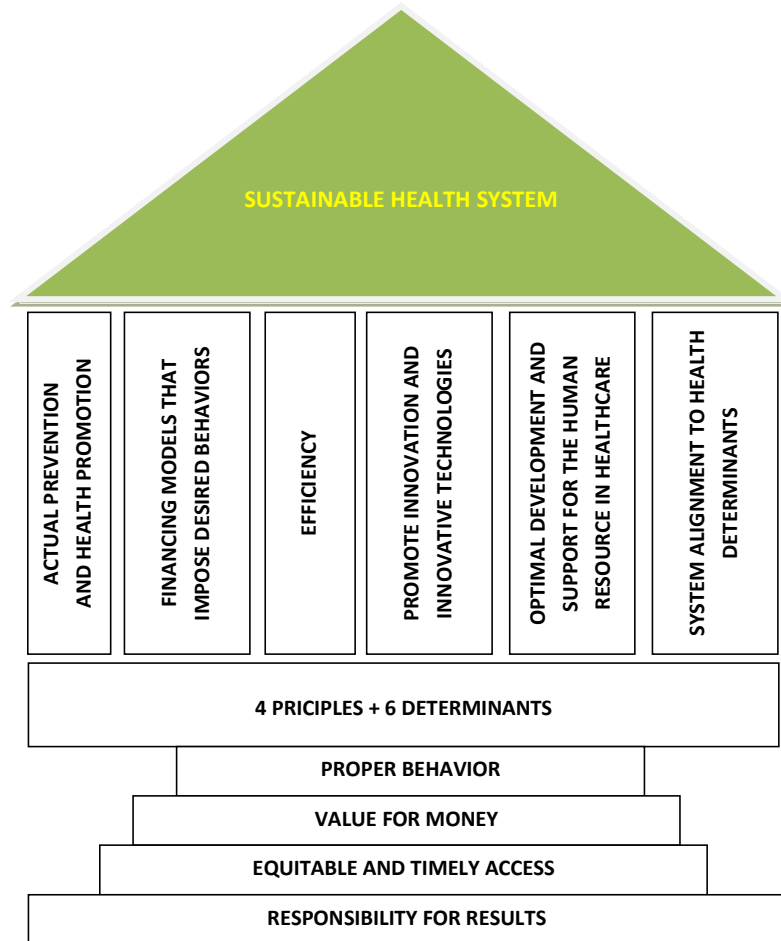 SUSTAINABLE HEALTH SYSTEM
ACTUAL PREVENTION
AND HEALTH PROMOTION
FINANCING MODELS THAT
IMPOSE DESIRED BEHAVIORS
EFFICIENCY
PROMOTE INNOVATION AND
INNOVATIVE TECHNOLOGIES
OPTIMAL DEVELOPMENT AND
SUPPORT FOR THE HUMAN
RESOURCE IN HEALTHCARE
SYSTEM ALIGNMENT TO HEALTH
DETERMINANTS
4 PRICIPLES + 6 DETERMINANTS
PROPER BEHAVIOR
VALUE FOR MONEY
EQUITABLE AND TIMELY ACCESS
RESPONSIBILITY FOR RESULTS